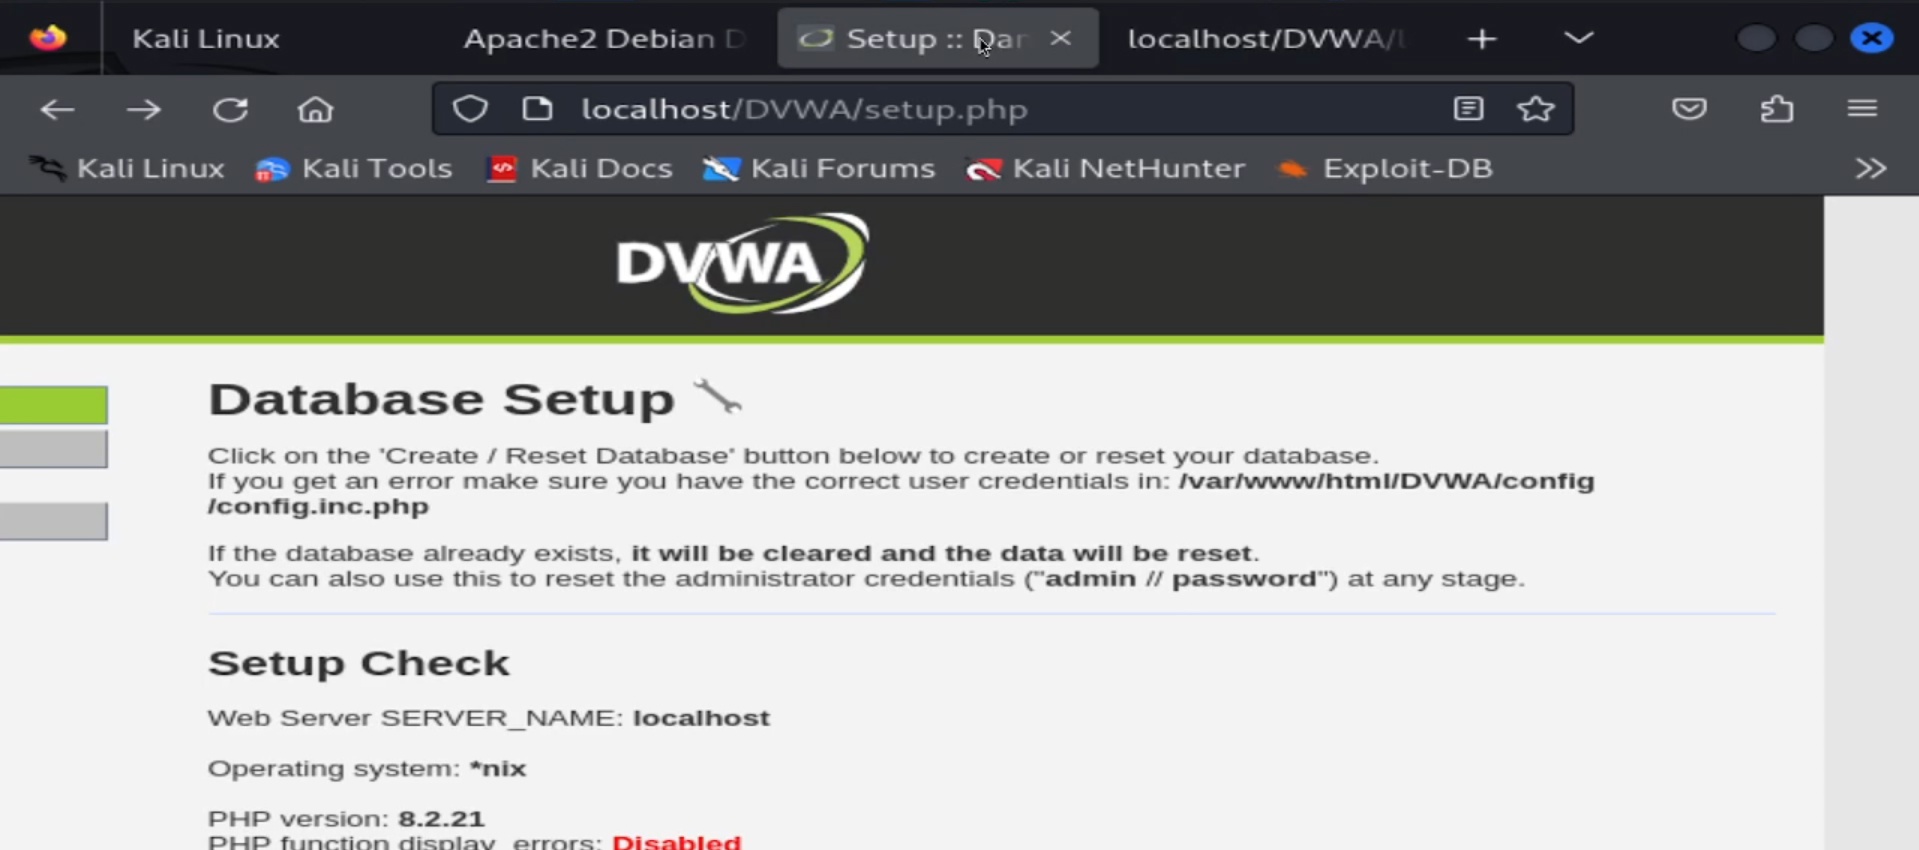 Kali Linux
Apache2 Debian D
Setup :: Dar
localhost/DVWA/
localhost/DVWA/setup.php
Kali Linux
Kali Tools
Kali Docs
Kali Forums
Kali NetHunter
Exploit-DB
DVWA
Database Setup
Click on the 'Create / Reset Database' button below to create or reset your database.
If you get an error make sure you have the correct user credentials in: /var/www/html/DVWA/config
/config.inc.php
If the database already exists, it will be cleared and the data will be reset.
You can also use this to reset the administrator credentials ("admin // password") at any stage.
Setup Check
Web Server SERVER_NAME: localhost
Operating system: *nix
PHP version: 8.2.21
PHP function display_errors: Disabled